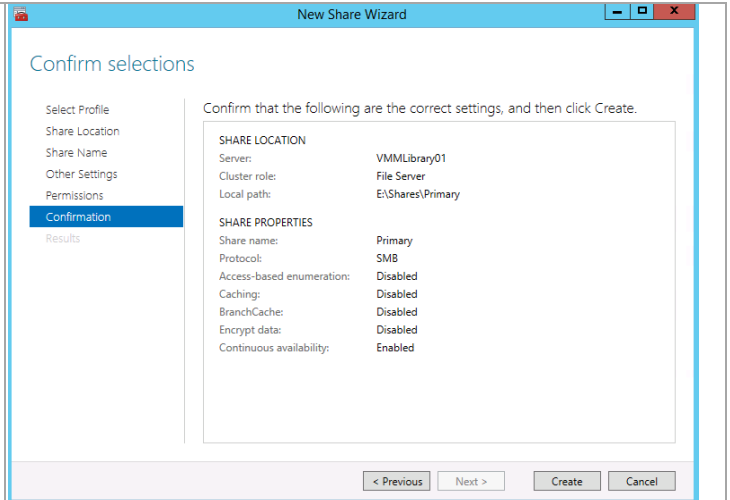 New Share Wizard
Confirm selections
Select Profile
Share Location
Share Name
Other Settings
Permissions
Confirmation
Results
Confirm that the following are the correct settings, and then click Create.
SHARE LOCATION
Server: VMMLibrary01
Cluster role: File Server
Local path: E:\Shares\Primary
SHARE PROPERTIES
Share name: Primary
Protocol: SMB
Access-based enumeration: Disabled
Caching: Disabled
BranchCache: Disabled
Encrypt data: Disabled
Continuous availability: Enabled
< Previous Next > Create Cancel